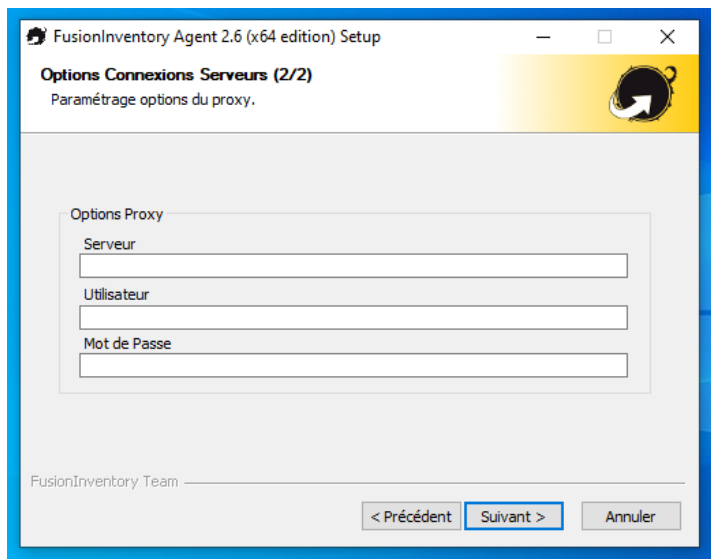 FusionInventory Agent 2.6 (x64 edition) Setup
Options Connexions Serveurs (2/2)
Paramétrage options du proxy.
Options Proxy
Serveur
Utilisateur
Mot de Passe
FusionInventory Team
< Précédent Suivant > Annuler